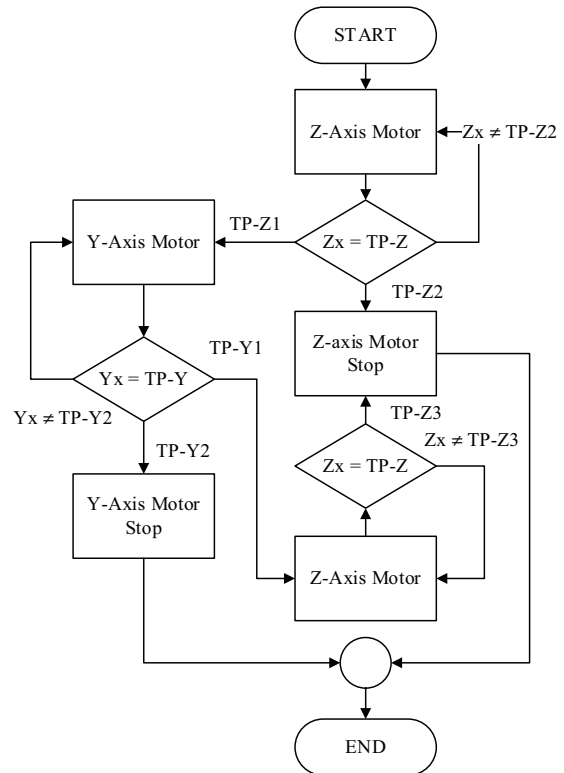 START
Z-Axis Motor
Zx ≠ TP-Z2
TP-Z1
Y-Axis Motor
Zx = TP-Z
TP-Z2
Z-axis Motor
Stop
TP-Y1
Yx = TP-Y
Yx ≠ TP-Y2
TP-Z3
Zx ≠ TP-Z3
TP-Y2
Zx = TP-Z
Y-Axis Motor
Stop
Z-Axis Motor
END